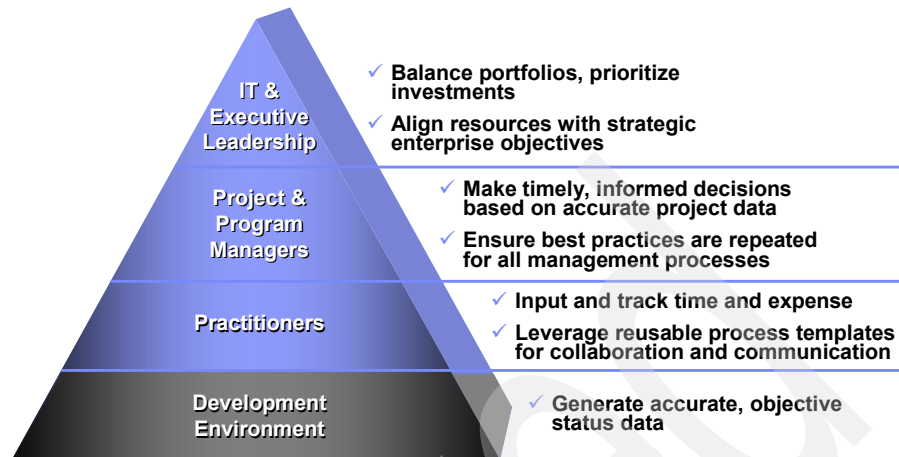 IT &
Executive
Leadership
✓ Balance portfolios, prioritize
investments
✓ Align resources with strategic
enterprise objectives
Project &
Program
Managers
✓ Make timely, informed decisions
based on accurate project data
✓ Ensure best practices are repeated
for all management processes
Practitioners
✓ Input and track time and expense
✓ Leverage reusable process templates
for collaboration and communication
Development
Environment
✓ Generate accurate, objective
status data